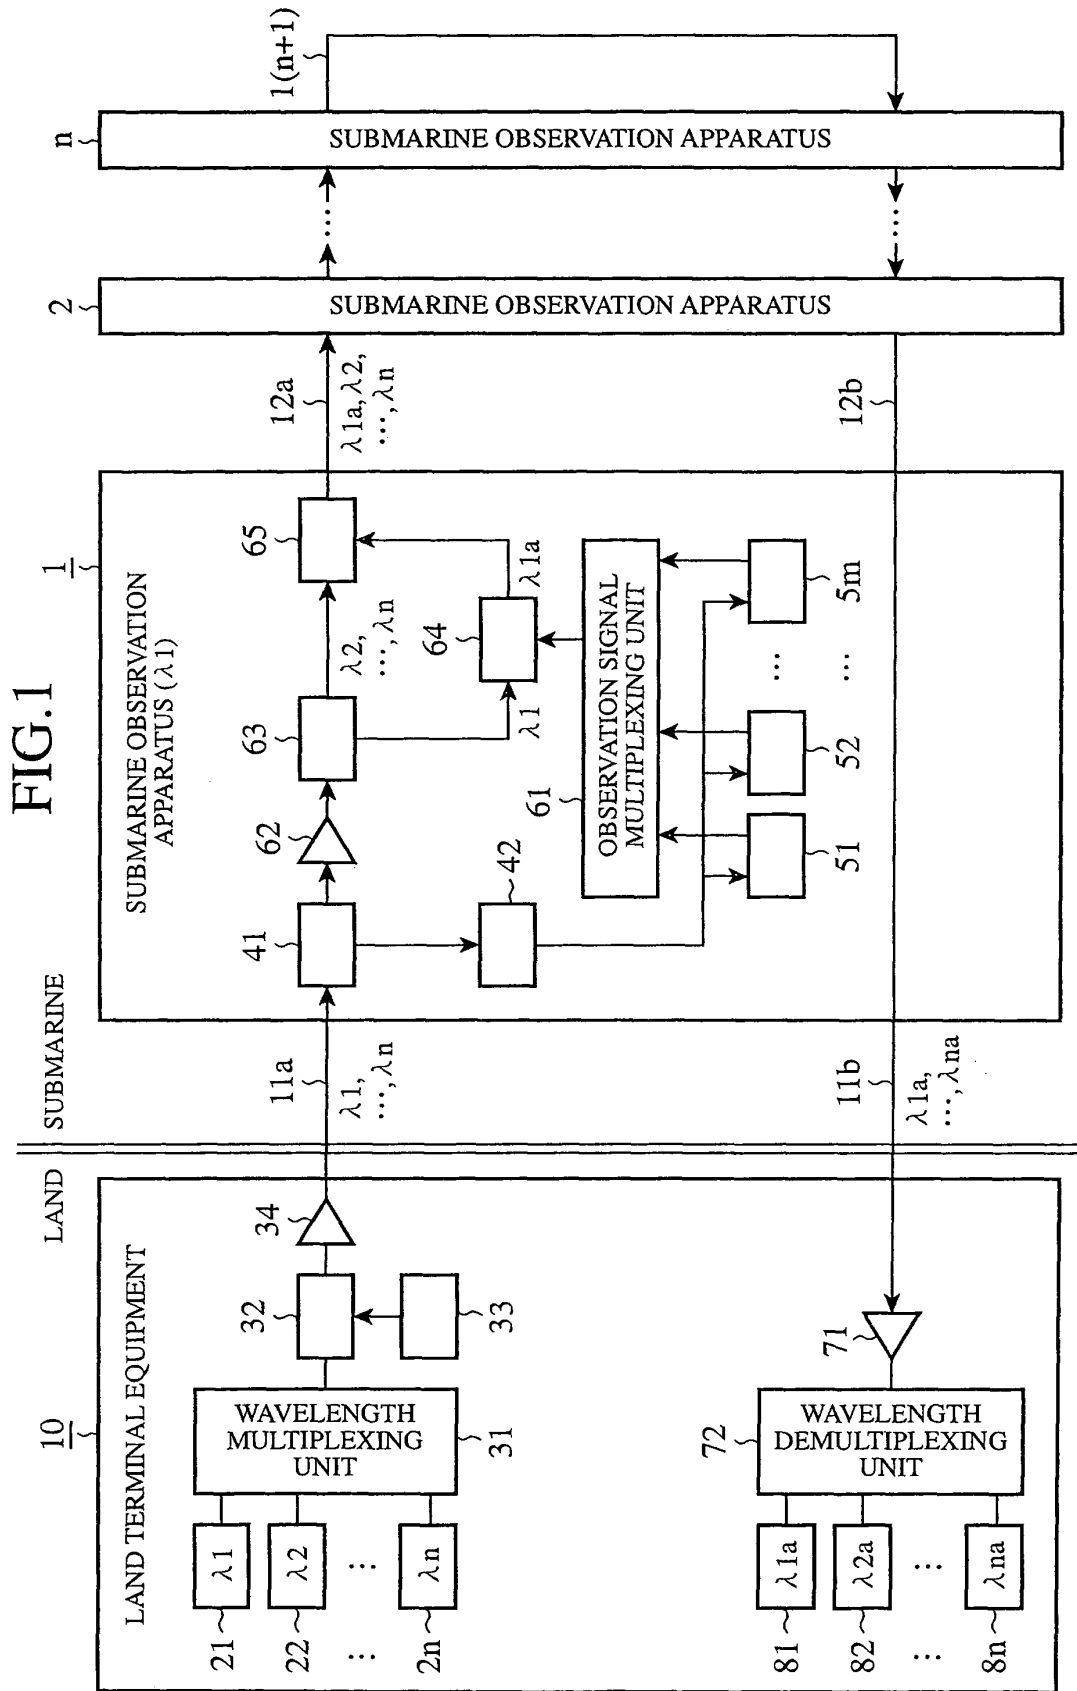 FIG.1
LAND
SUBMARINE
10
LAND TERMINAL EQUIPMENT
21
λ1
22
λ2
...
...
2n
λn
WAVELENGTH
MULTIPLEXING
UNIT
31
32
33
34
11a
λ1,
...,λn
1
SUBMARINE OBSERVATION
APPARATUS (λ1)
41
42
62
63
λ2,
...,λn
λ1
64
λ1a
65
61
OBSERVATION SIGNAL
MULTIPLEXING UNIT
51
52
...
...
5m
12a
λ1a,λ2,
...,λn
2
SUBMARINE OBSERVATION APPARATUS
...
...
n
SUBMARINE OBSERVATION APPARATUS
1(n+1)
12b
11b
λ1a,
...,λna
71
72
WAVELENGTH
DEMULTIPLEXING
UNIT
81
λ1a
82
λ2a
...
...
8n
λna